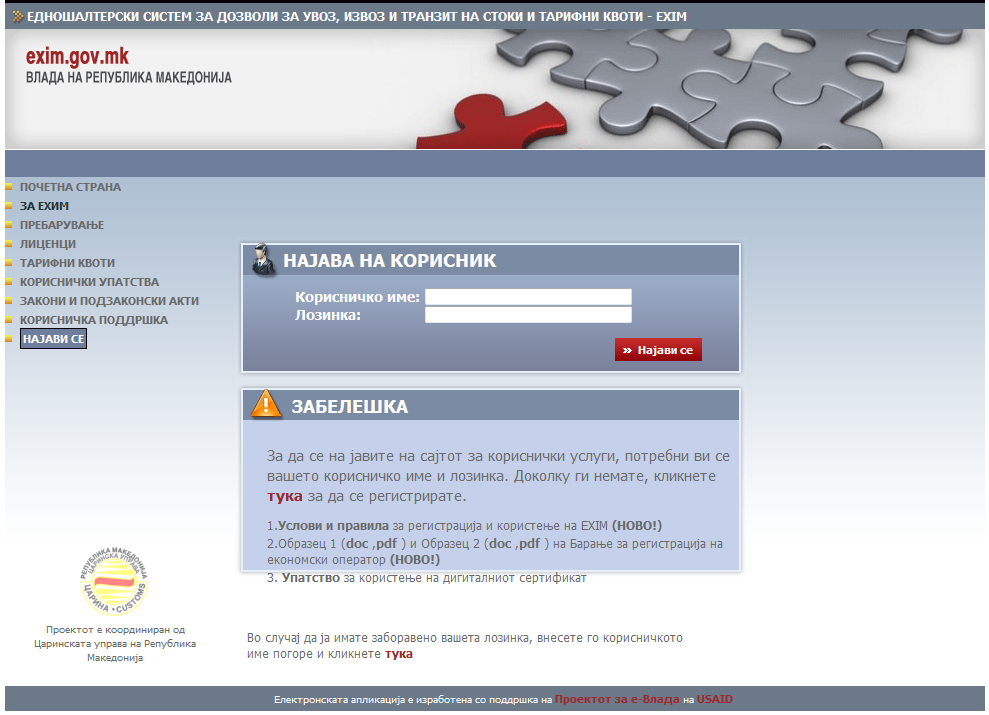 ЕДНОШАЛТЕРСКИ СИСТЕМ ЗА ДОЗВОЛИ ЗА УВОЗ, ИЗВОЗ И ТРАНЗИТ НА СТОКИ И ТАРИФНИ КВОТИ - EXIM
exim.gov.mk
ВЛАДА НА РЕПУБЛИКА МАКЕДОНИЈА
ПОЧЕТНА СТРАНА
ЗА ЕХИМ
ПРЕБАРУВАЊЕ
ЛИЦЕНЦИ
ТАРИФНИ КВОТИ
КОРИСНИЧКИ УПАТСТВА
ЗАКОНИ И ПОДЗАКОНСКИ АКТИ
КОРИСНИЧКА ПОДДРШКА
НАЈАВИ СЕ
НАЈАВА НА КОРИСНИК
Корисничко име:
Лозинка:
Најави се
ЗАБЕЛЕШКА
За да се на јавите на сајтот за кориснички услуги, потребни ви се
вашето корисничко име и лозинка. Доколку ги немате, кликнете
тука за да се регистрирате.
1.Услови и правила за регистрација и користење на EXIM (НОВО!)
2.Образец 1 (doc ,pdf ) и Образец 2 (doc ,pdf ) на Барање за регистрација на
економски оператор (НОВО!)
3. Упатство за користење на дигиталниот сертификат
РЕПУБЛИКА МАКЕДОНИЈА
ЦАРИНСКА УПРАВА
ЦАРИНА • CUSTOMS
Проектот е координиран од
Царинската управа на Република
Македонија
Во случај да ја имате заборавено вашета лозинка, внесете го корисничкото
име погоре и кликнете тука
Електронската апликација е изработена со поддршка на Проектот за е-Влада на USAID